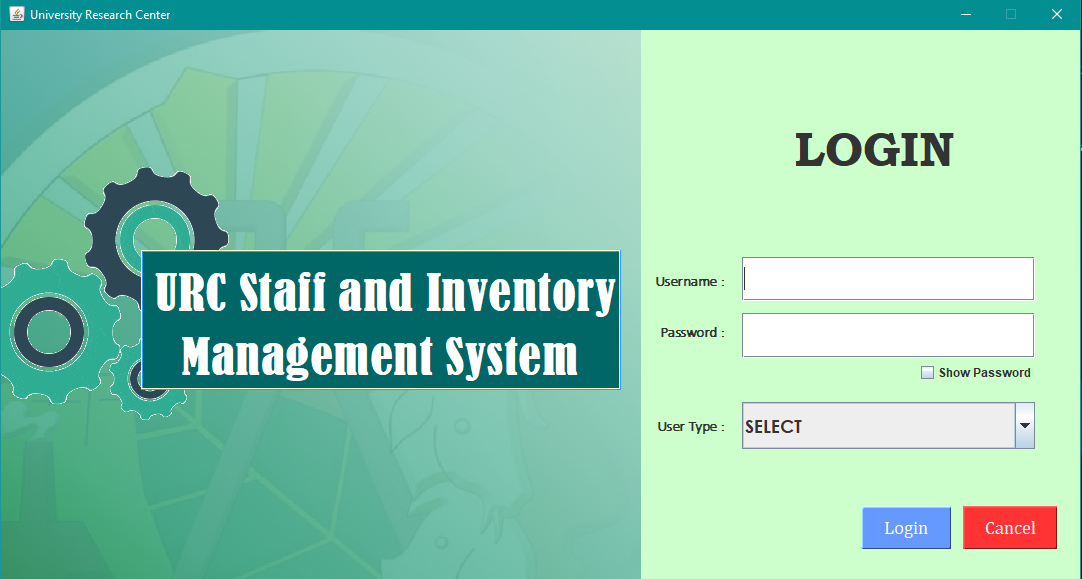 University Research Center
URC Staff and Inventory
Management System
LOGIN
Username :
Password :
Show Password
User Type :
SELECT
Login
Cancel